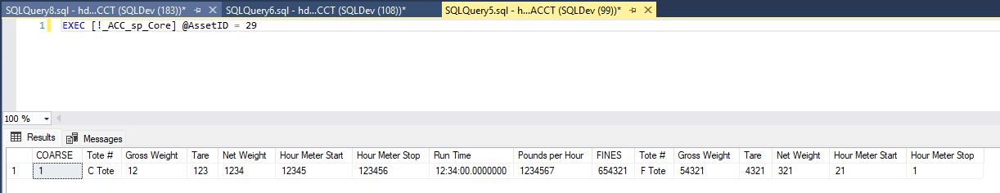 SQLQuery8.sql - hd...CCT (SQLDev (183))* SQLQuery6.sql - hd...CCT (SQLDev (108))* SQLQuery5.sql - h...ACCT (SQLDev (99))*
1 EXEC [!_ACC_sp_Core] @AssetID = 29
100 %
Results Messages
COARSE Tote # Gross Weight Tare Net Weight Hour Meter Start Hour Meter Stop Run Time Pounds per Hour FINES Tote # Gross Weight Tare Net Weight Hour Meter Start Hour Meter Stop
1 1 C Tote 12 123 1234 12345 123456 12:34:00.0000000 1234567 654321 F Tote 54321 4321 321 21 1